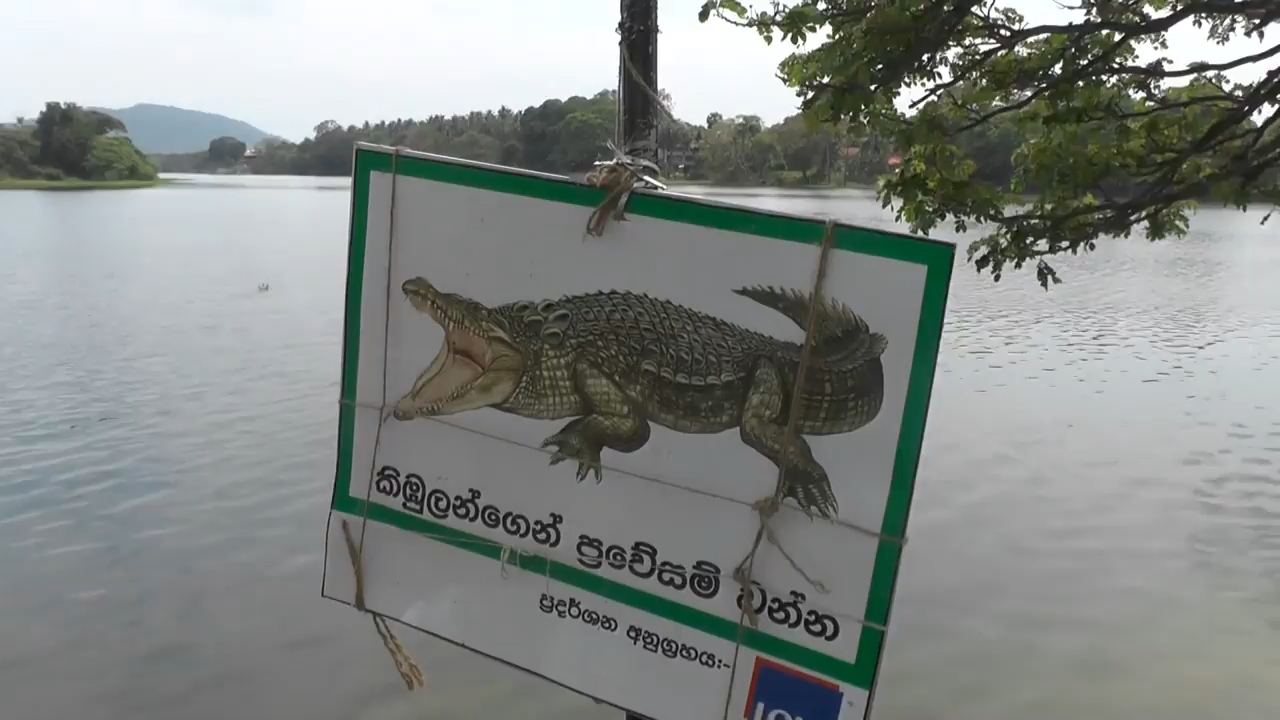 කිඹුලන්ගෙන් ප්‍රවේසම් වන්න
ප්‍රදර්ශන අනුග්‍රහය:-